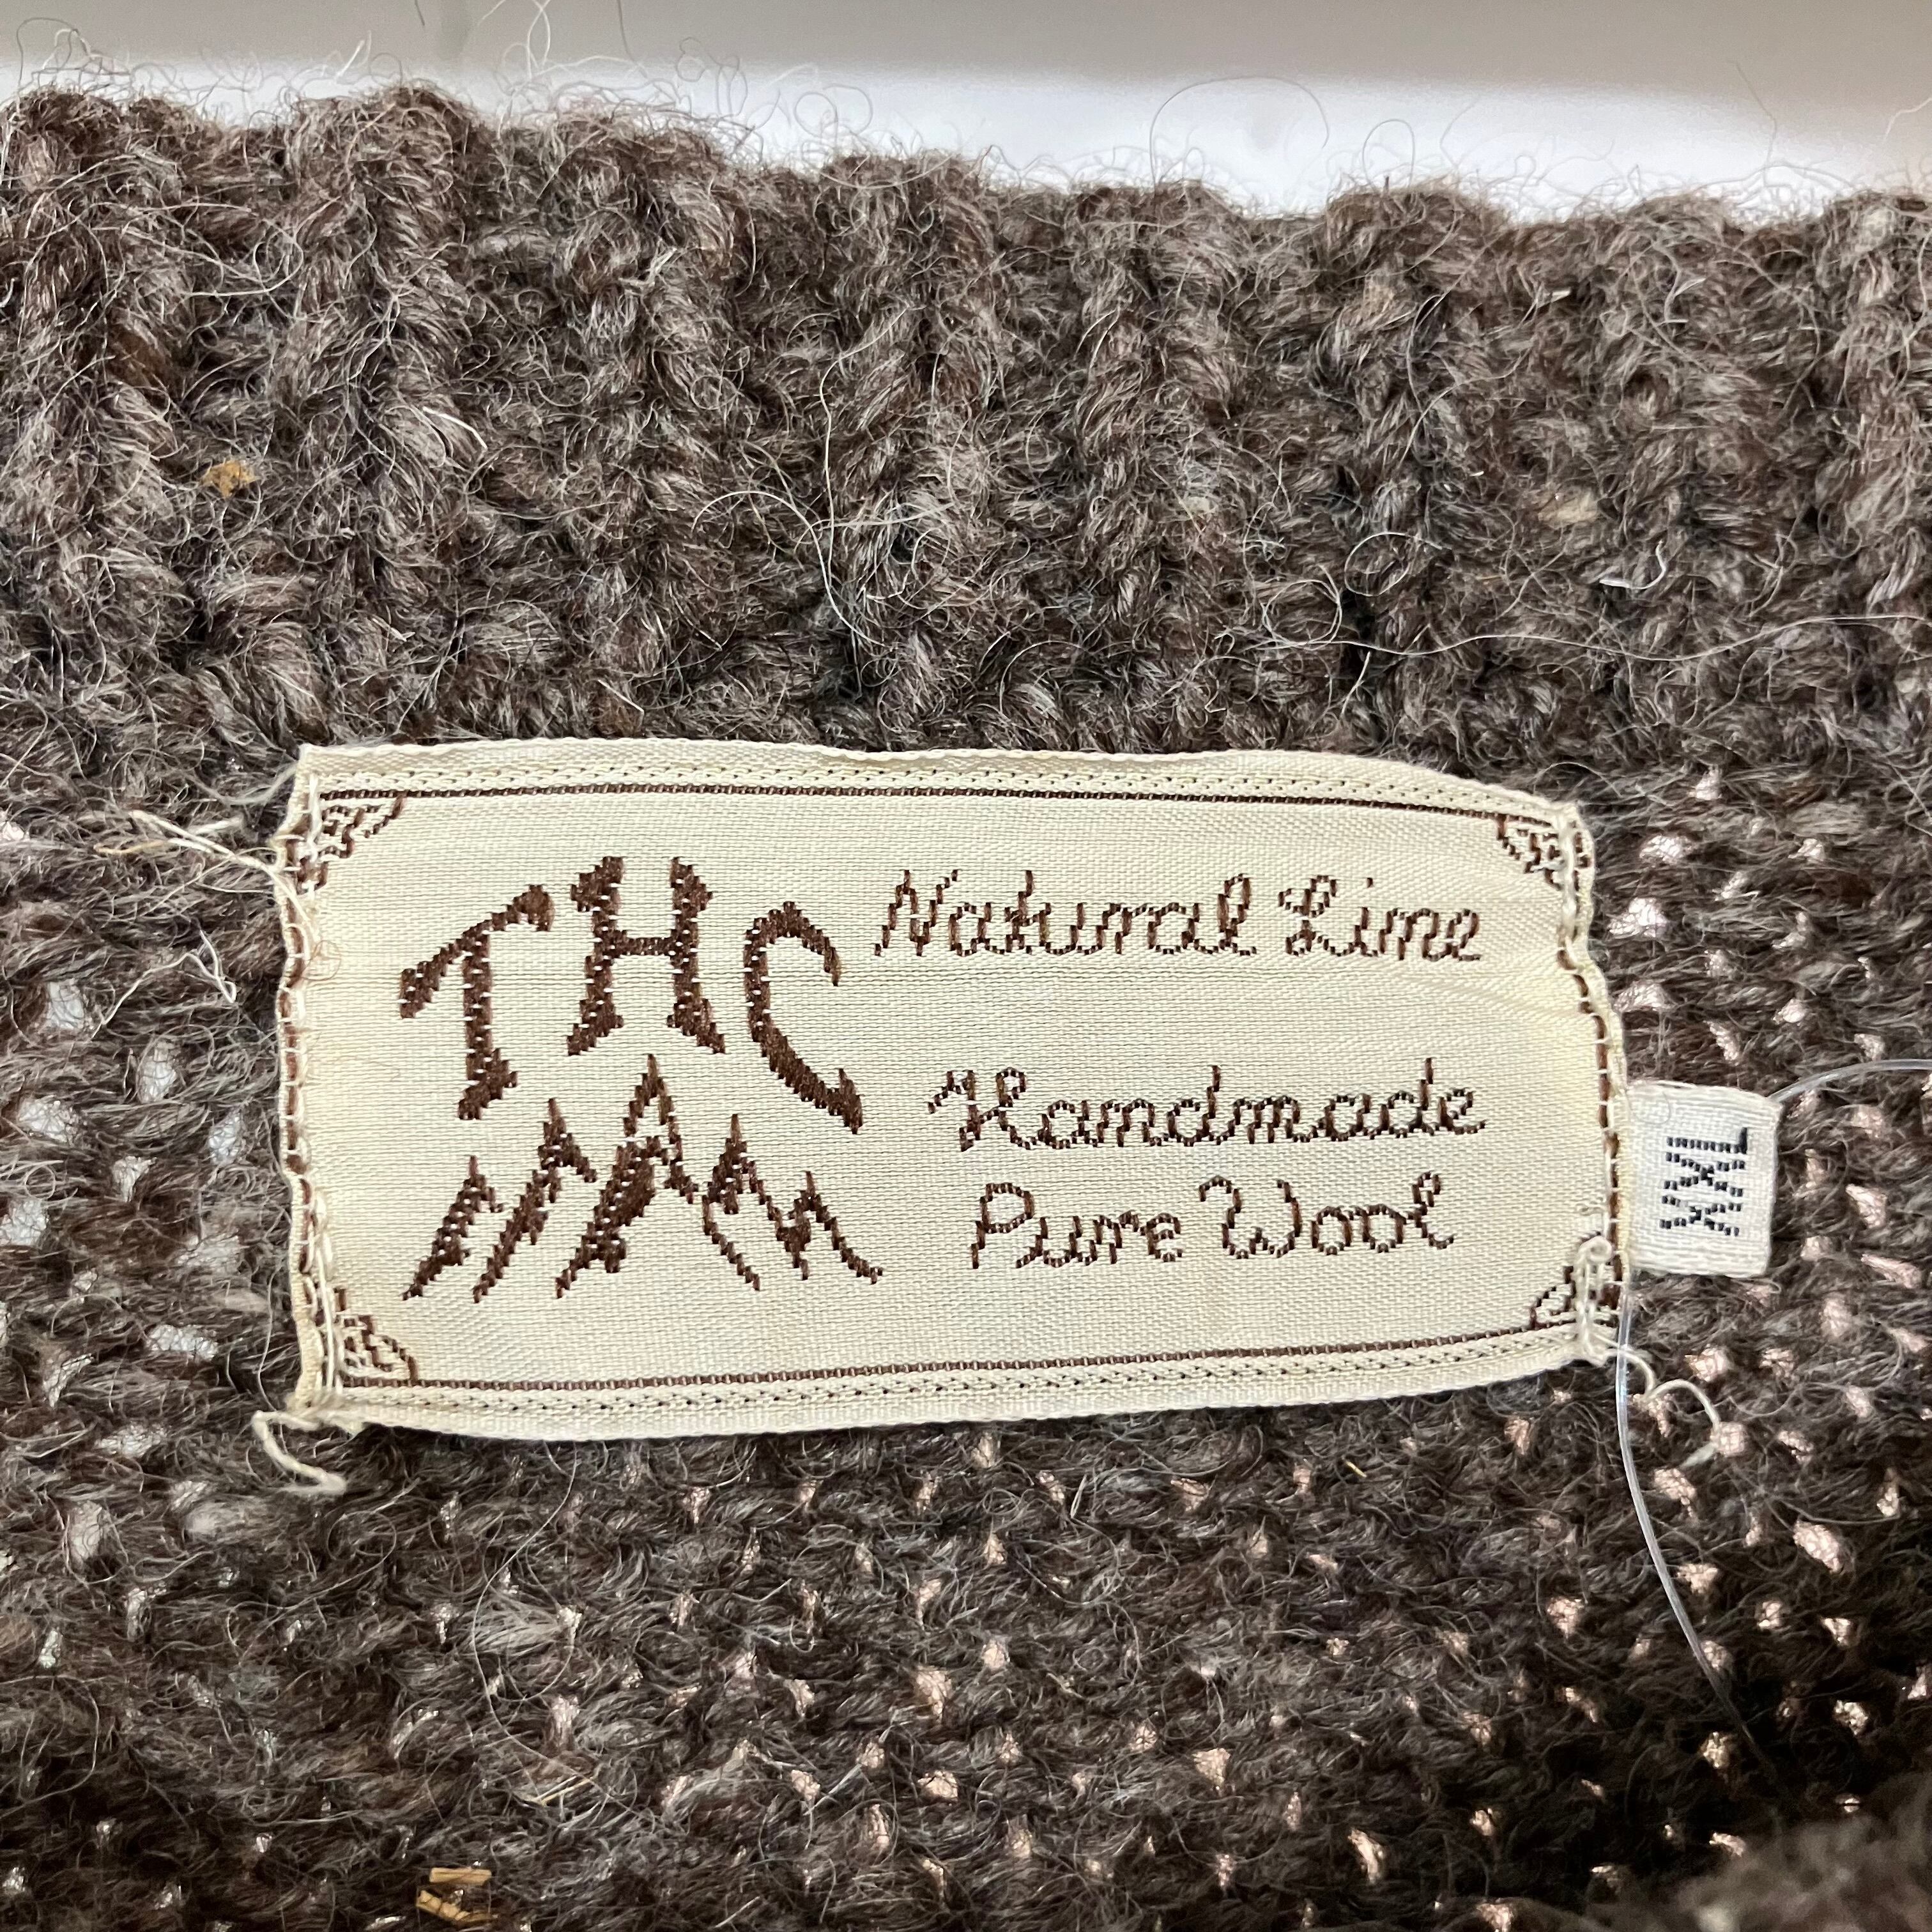 THC
Natural Line
Handmade
Pure Wool
XXL